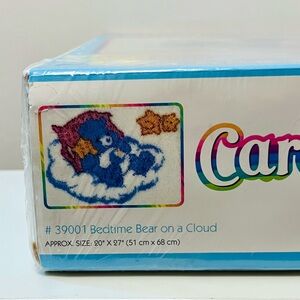 Car
# 39001 Bedtime Bear on a Cloud
APPROX. SIZE: 20" X 27" (51 cm x 68 cm)